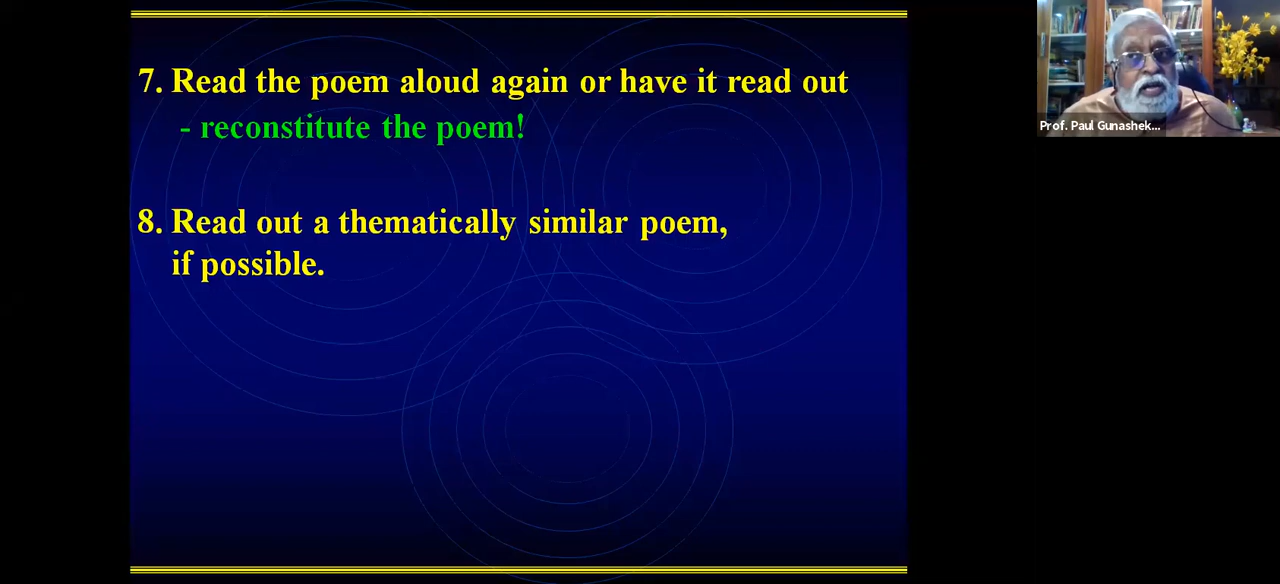 7. Read the poem aloud again or have it read out
- reconstitute the poem!
8. Read out a thematically similar poem,
if possible.
Prof. Paul Gunashek...